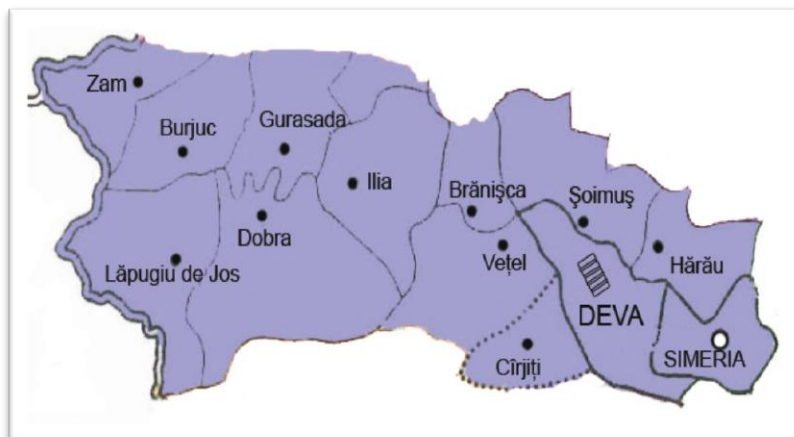 Zam
Burjuc
Gurasada
Ilia
Brănişca
Şoimuş
Dobra
Lăpugiu de Jos
Veţel
Hărău
DEVA
SIMERIA
Cîrjiţi